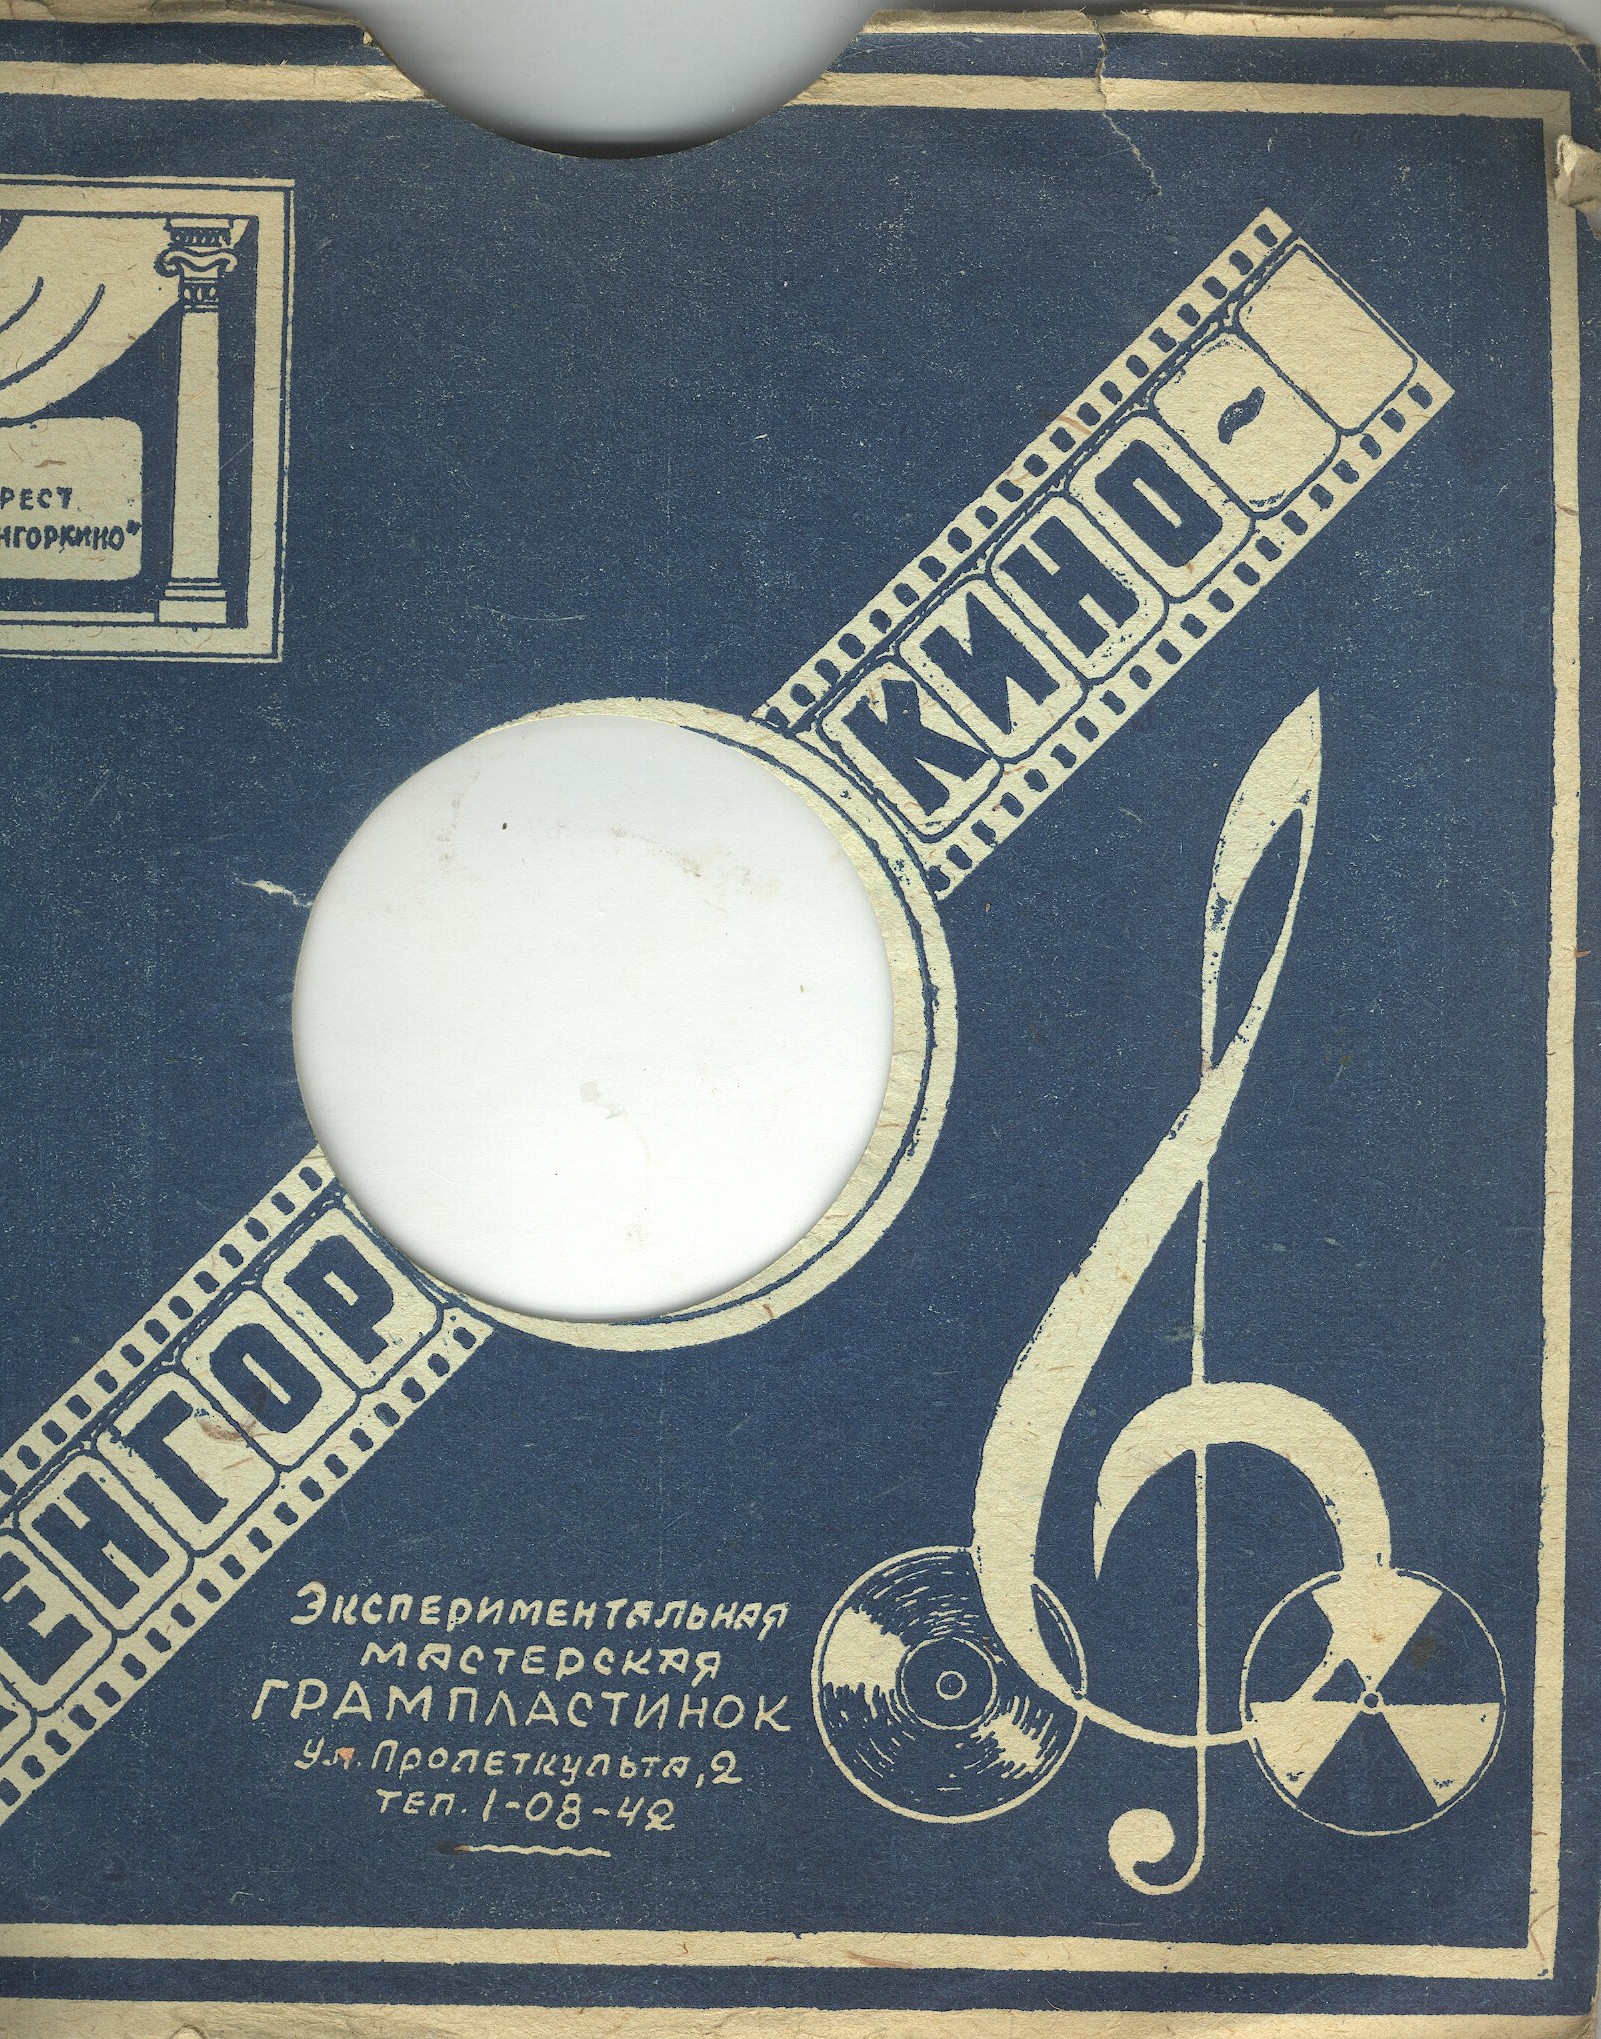 РЕСТ
НГОРКИНО"
КИНО-
ЕНГОР
Экспериментальная
мастерская
грампластинок
ул. Пролеткульта, 2
тел. 1-08-42